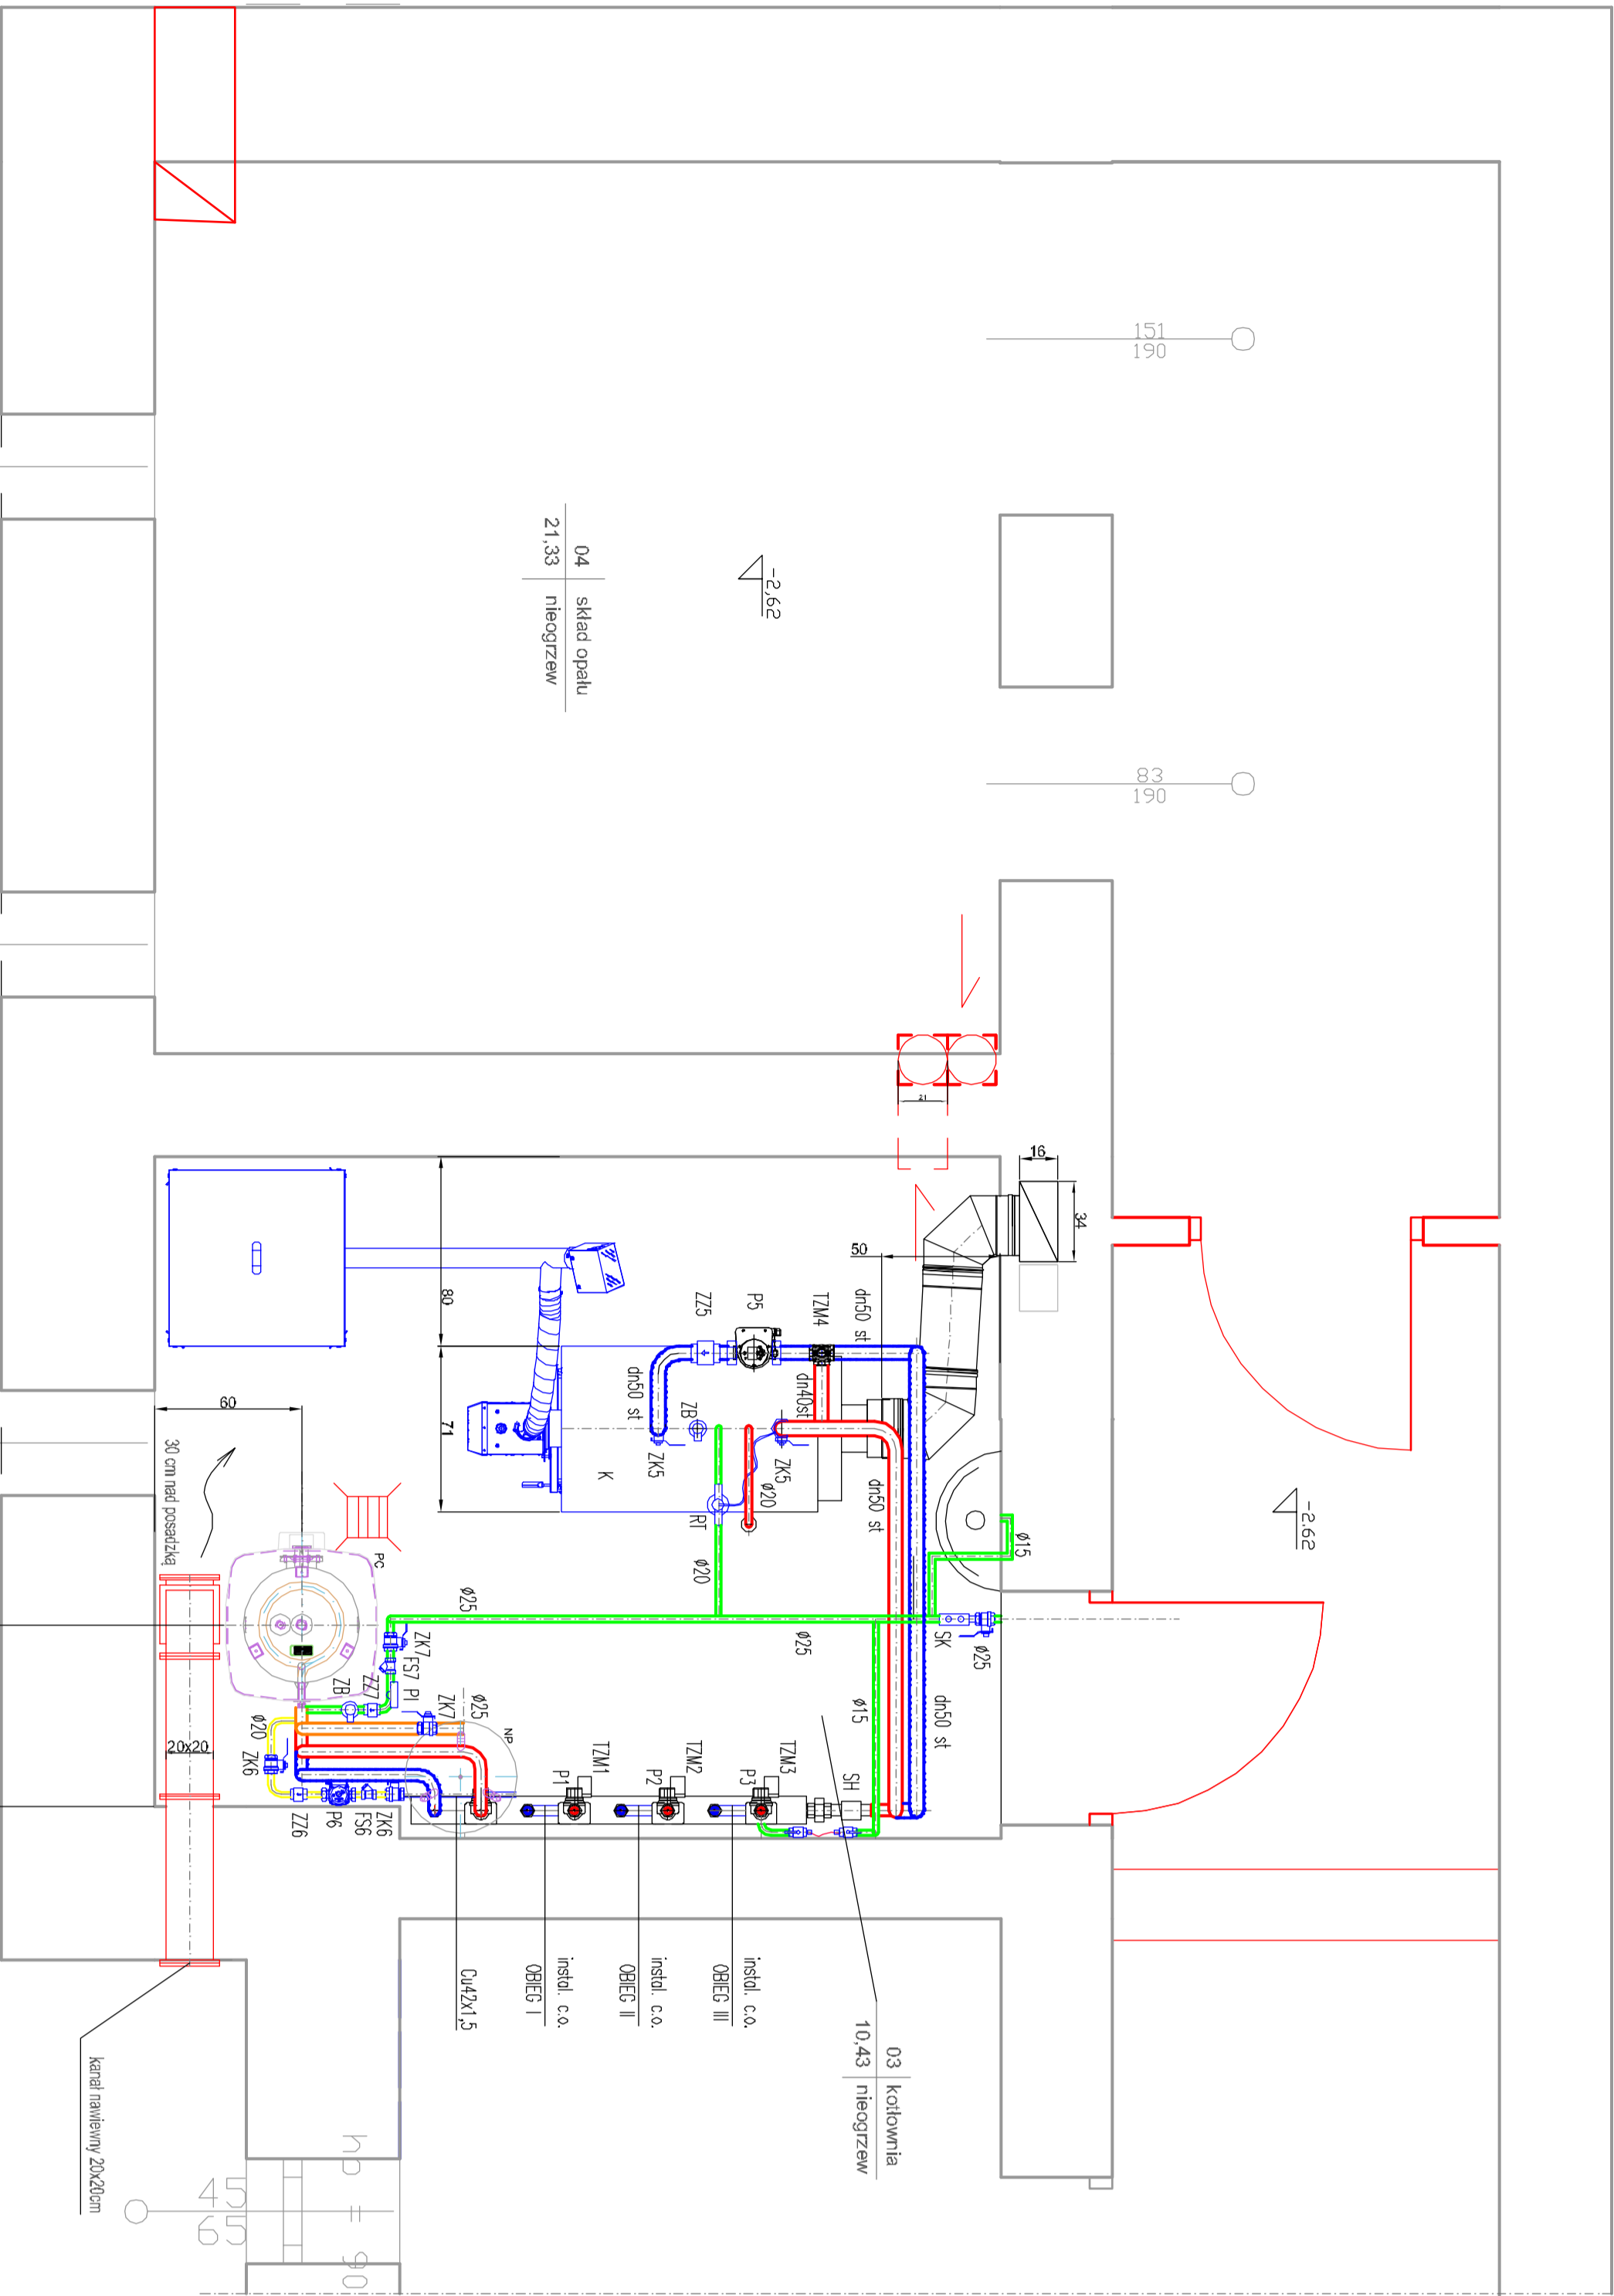 151
190
83
190
-2,62
04 skład opału
21,33 nieogrzew
21
16
34
50
80
71
60
-2.62
dn50 st
TZM4
P5
ZZ5
dn40st
dn50 st
ZB
ZK5
ZK5
K
Ø20
RT
dn50 st
Ø20
Ø15
Ø25
Ø25
SK
Ø25
dn50 st
Ø15
30 cm nad posadzką
PC
ZK7
FS7
PI
ZZ7
ZB
ZK7
Ø25
NP
Ø20
20x20
ZK6
ZZ6
P6
FS6
ZK6
TZM1
P1
TZM2
P2
TZM3
P3
SH
instal. c.o.
OBIEG III
instal. c.o.
OBIEG II
instal. c.o.
OBIEG I
Cu42x1,5
03 kotłownia
10,43 nieogrzew
kanał nawiewny 20x20cm
45
65